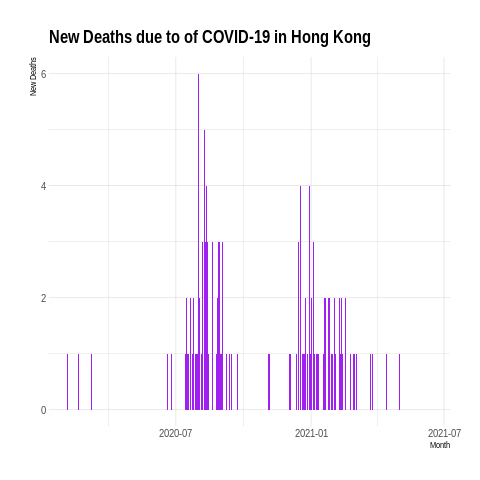 New Deaths due to of COVID-19 in Hong Kong
New Deaths
6
4
2
0
2020-07
2021-01
2021-07
Month